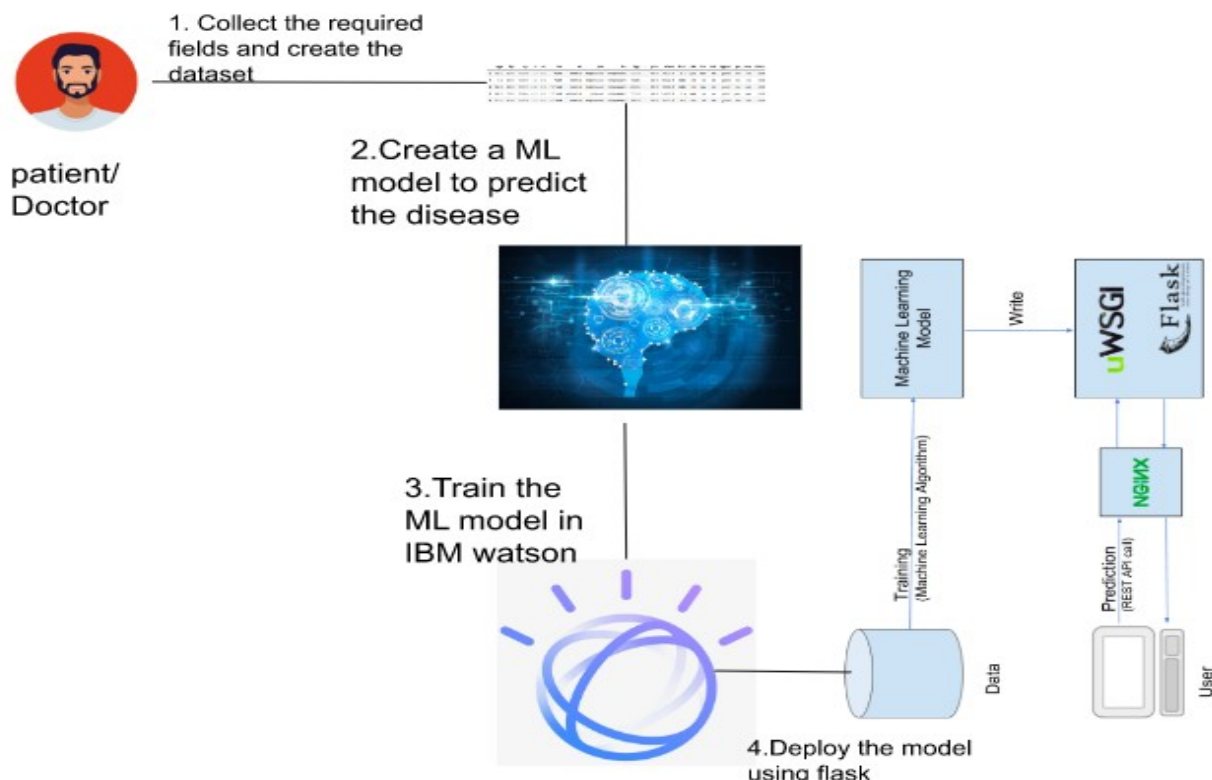 1. Collect the required
fields and create the
dataset
patient/
Doctor
2.Create a ML
model to predict
the disease
3.Train the
ML model in
IBM watson
4.Deploy the model
using flask
Data
Training
(Machine Learning Algorithm)
Machine Learning
Model
Write
uWSGI
Flask
NGINX
Prediction
(REST API call)
User